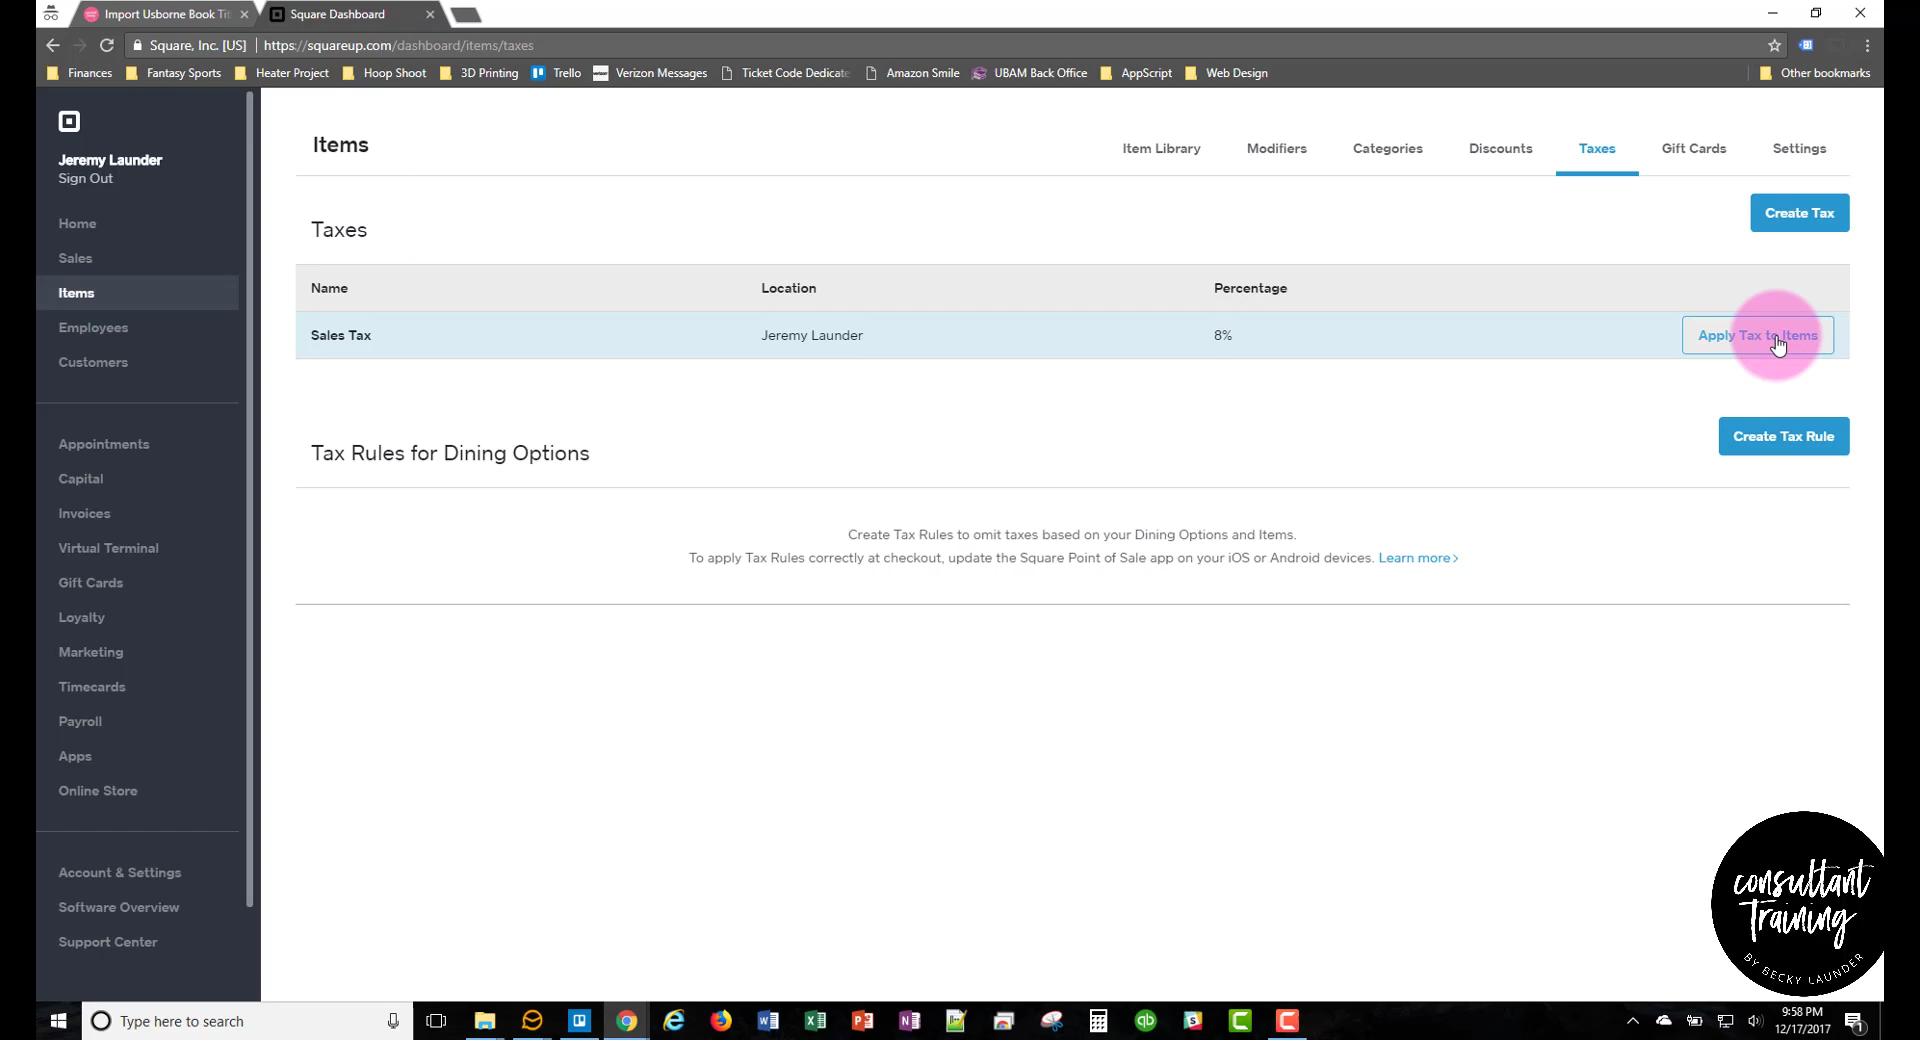 Import Usborne Book Tit
Square Dashboard
Square, Inc. [US] https://squareup.com/dashboard/items/taxes
Finances Fantasy Sports Heater Project Hoop Shoot 3D Printing Trello Verizon Messages Ticket Code Dedicate Amazon Smile UBAM Back Office AppScript Web Design Other bookmarks
Jeremy Launder
Sign Out
Home
Sales
Items
Employees
Customers
Appointments
Capital
Invoices
Virtual Terminal
Gift Cards
Loyalty
Marketing
Timecards
Payroll
Apps
Online Store
Account & Settings
Software Overview
Support Center
Items
Item Library Modifiers Categories Discounts Taxes Gift Cards Settings
Taxes
Create Tax
Name Location Percentage
Sales Tax Jeremy Launder 8% Apply Tax to Items
Tax Rules for Dining Options
Create Tax Rule
Create Tax Rules to omit taxes based on your Dining Options and Items.
To apply Tax Rules correctly at checkout, update the Square Point of Sale app on your iOS or Android devices. Learn more >
consultant
Training
BY BECKY LAUNDER
Type here to search
9:58 PM
12/17/2017
1